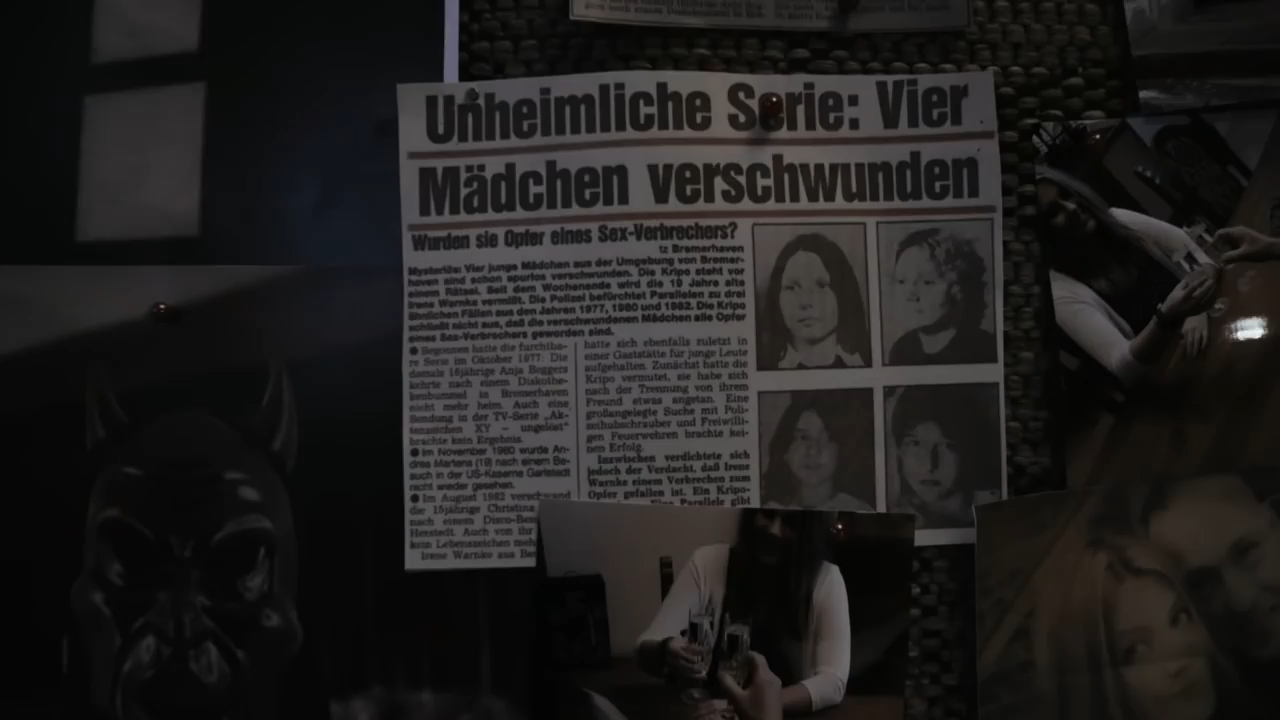 Unheimliche Serie: Vier
Mädchen verschwunden
Wurden sie Opfer eines Sex-Verbrechers?
tz Bremerhaven
Mysteriös: Vier junge Mädchen aus der Umgebung von Bremer-
haven sind schon spurlos verschwunden. Die Kripo steht vor
einem Rätsel. Seit dem Wochenende wird die 19 Jahre alte
Irene Warnke vermißt. Die Polizei befürchtet Parallelen zu drei
ähnlichen Fällen aus den Jahren 1977, 1980 und 1982. Die Kripo
schließt nicht aus, daß die verschwundenen Mädchen alle Opfer
eines Sex-Verbrechers geworden sind.
● Begonnen hatte die furchtba-
re Serie im Oktober 1977: Die
damals 16jährige Anja Beggers
kehrte nach einem Diskothe-
kenbummel in Bremerhaven
nicht mehr heim. Auch eine
Sendung in der TV-Serie „Ak-
tenzeichen XY – ungelöst"
brachte kein Ergebnis.
● Im November 1980 wurde An-
drea Martens (19) nach einem Be-
such in der US-Kaserne Garlstedt
nicht wieder gesehen.
● Im August 1982 verschwand
die 15jährige Christina
nach einem Disco-Bes
Auch von ihr
kein Lebenszeichen meh
Irene Warnke aus Be
hatte sich ebenfalls zuletzt in
einer Gaststätte für junge Leute
aufgehalten. Zunächst hatte die
Kripo vermutet, sie habe sich
nach der Trennung von ihrem
Freund etwas angetan. Eine
großangelegte Suche mit Poli-
zeihubschrauber und Freiwilli-
gen Feuerwehren brachte kei-
nen Erfolg.
Inzwischen verdichtete sich
jedoch der Verdacht, daß Irene
Warnke einem Verbrechen zum
Opfer gefallen ist. Ein Kripo-
Eine Parallele gibt